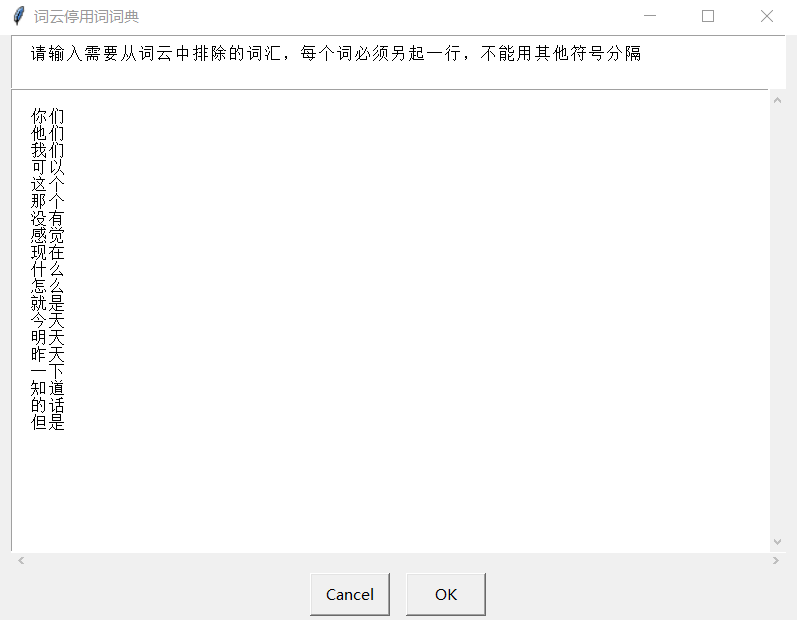 词云停用词词典
请输入需要从词云中排除的词汇，每个词必须另起一行，不能用其他符号分隔
你们
他们
我们
可以
这个
那个
没有
感觉
现在
什么
怎么
就是
今天
明天
昨天
一下
知道
的话
但是
Cancel
OK